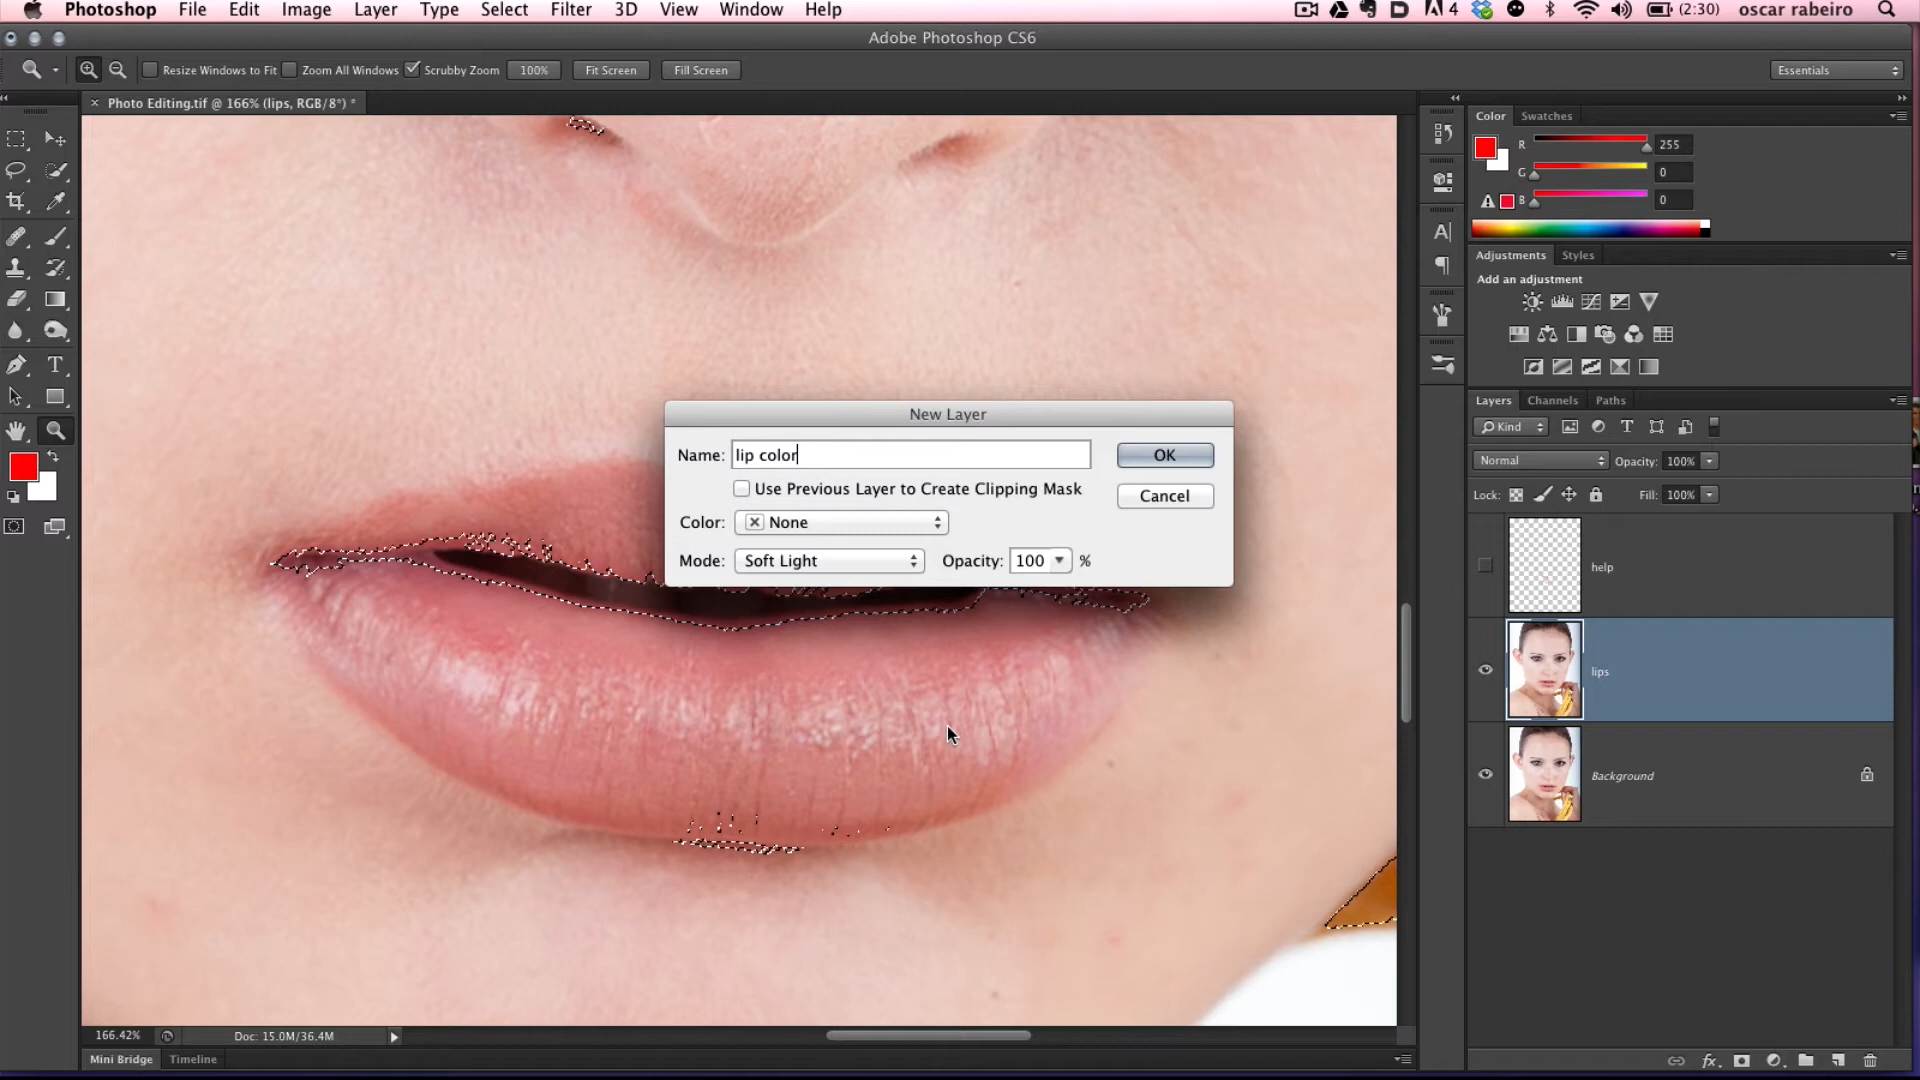 Photoshop File Edit Image Layer Type Select Filter 3D View Window Help 4 (2:30) oscar rabeiro
Adobe Photoshop CS6
Resize Windows to Fit Zoom All Windows Scrubby Zoom 100% Fit Screen Fill Screen Essentials
× Photo Editing.tif @ 166% (lips, RGB/8*) *
Color Swatches
R 255
G 0
B 0
Adjustments Styles
Add an adjustment
Layers Channels Paths
Kind T
Normal Opacity: 100%
Lock: Fill: 100%
help
lips
Background
New Layer
Name: lip color
OK
Use Previous Layer to Create Clipping Mask
Cancel
Color: None
Mode: Soft Light Opacity: 100 %
166.42% Doc: 15.0M/36.4M
Mini Bridge Timeline
fx